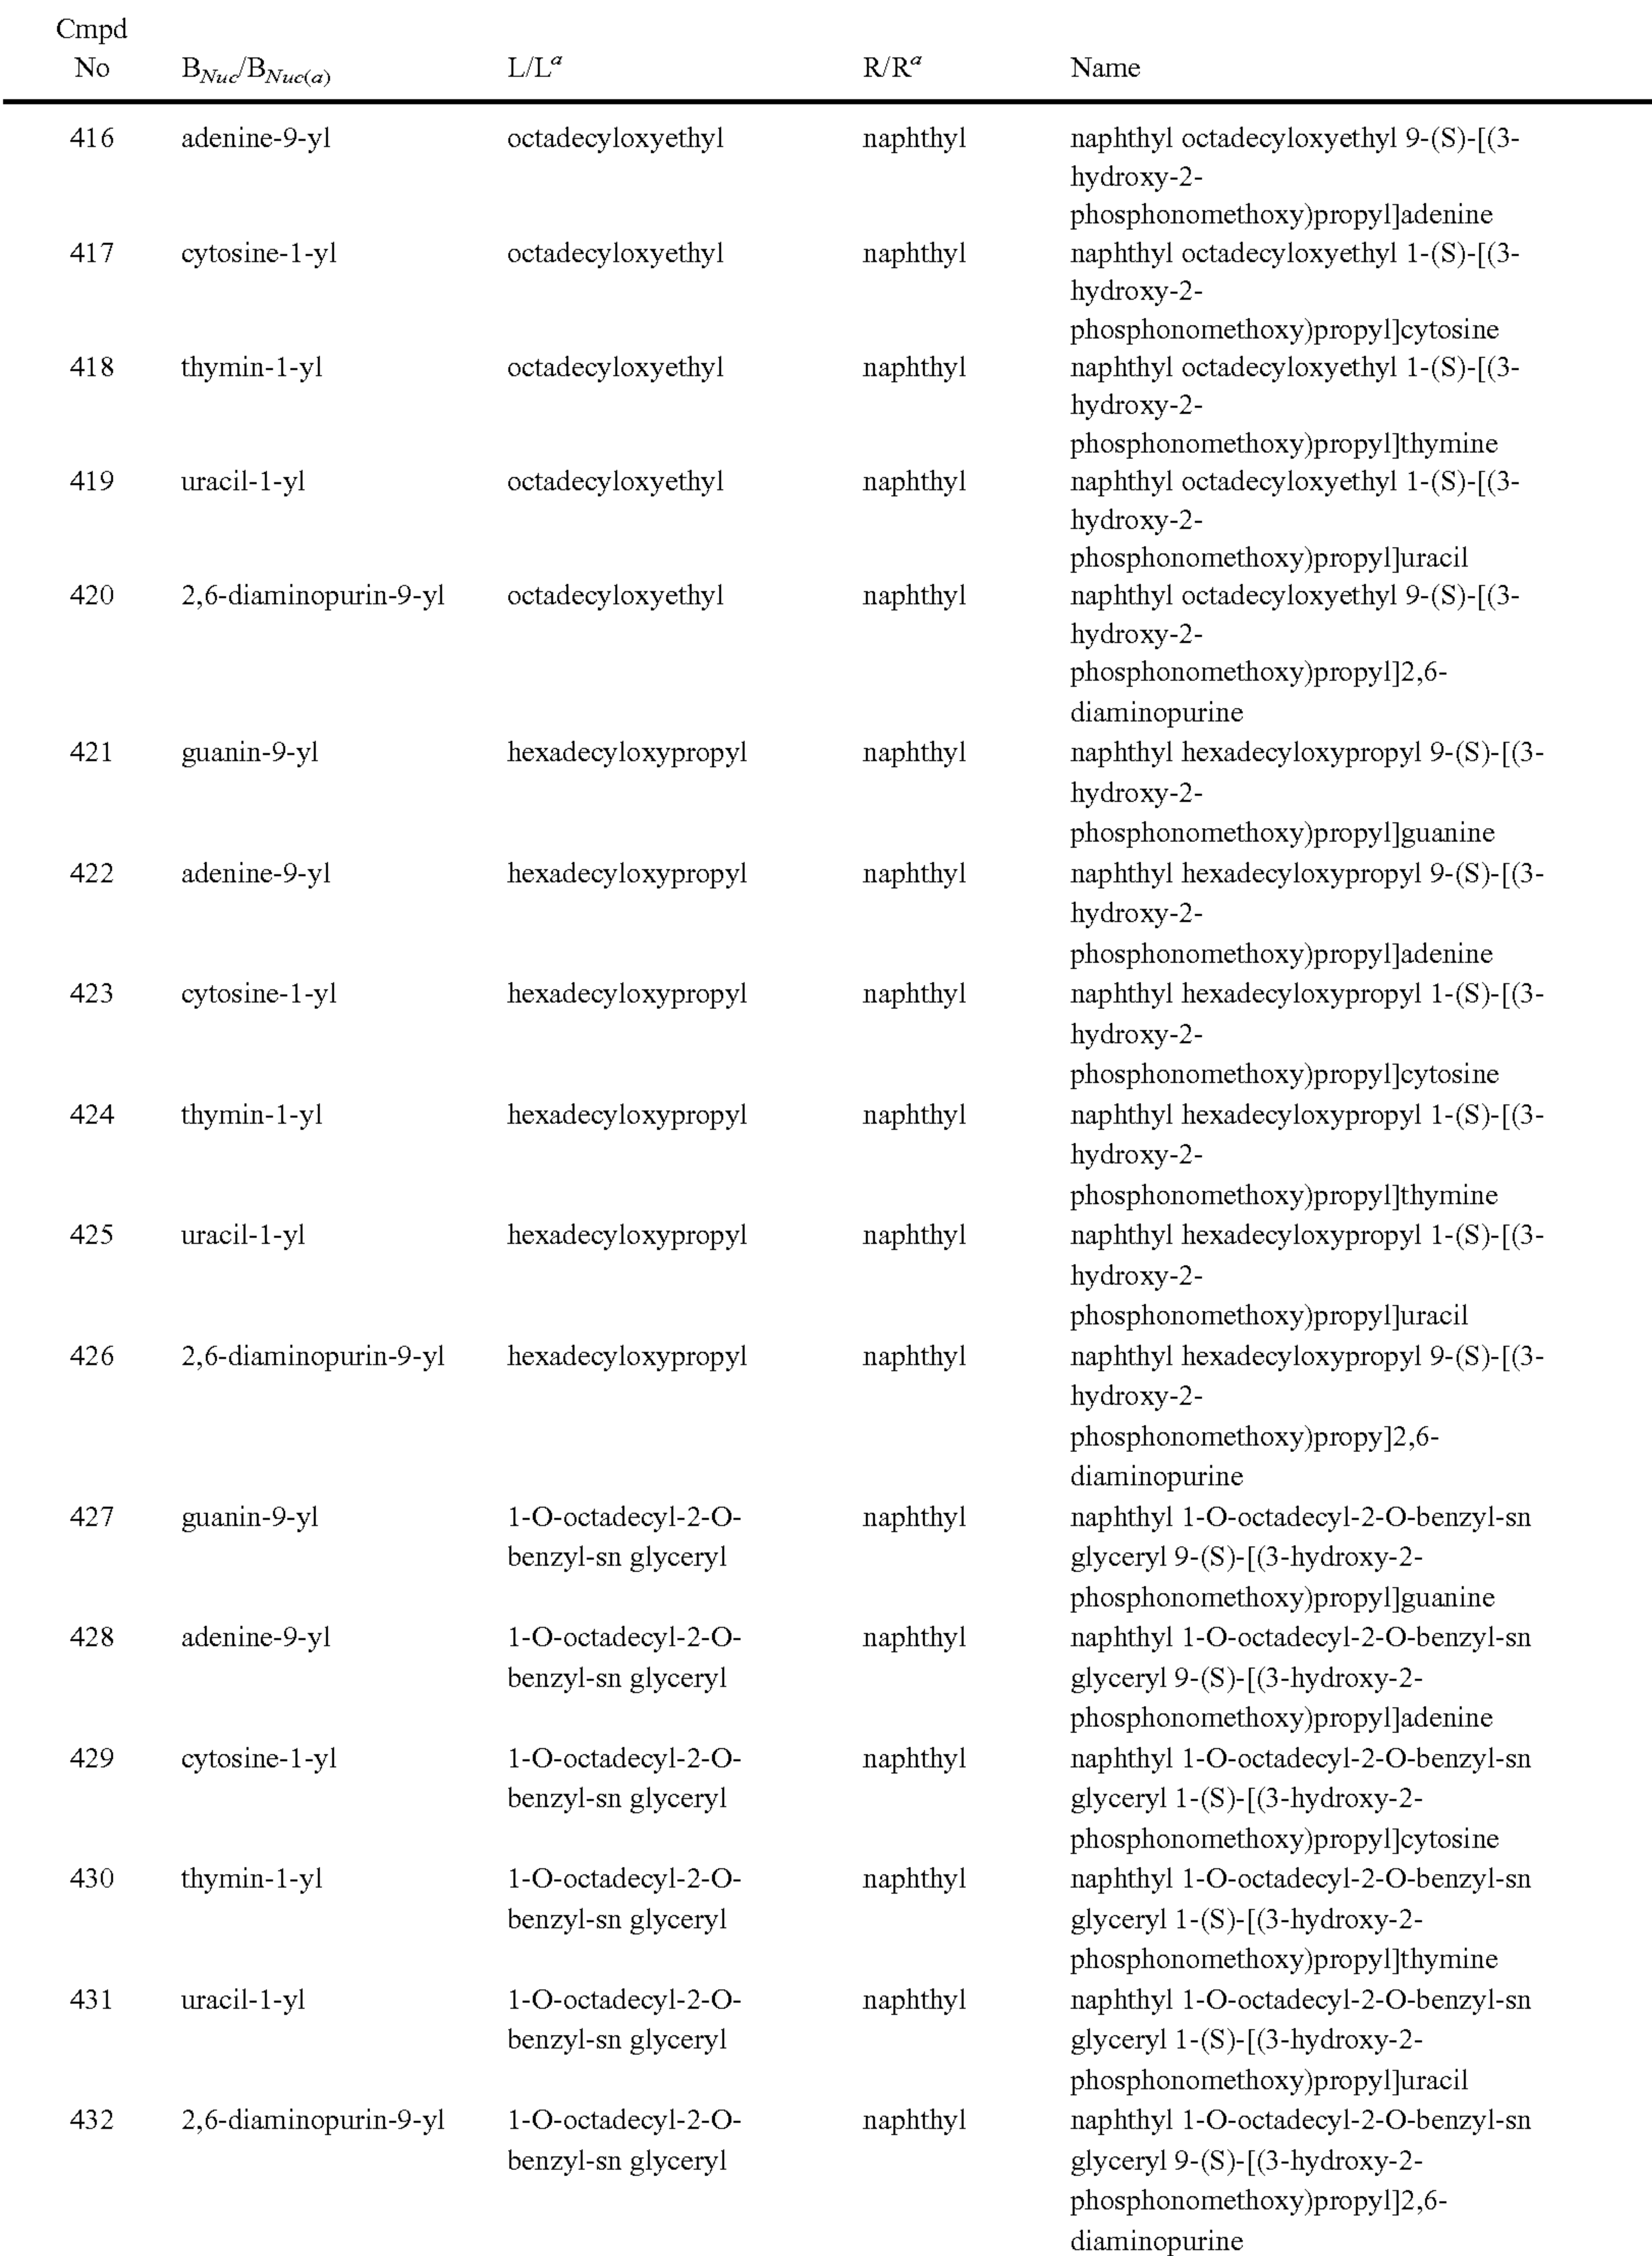 Cmpd
No B_Nuc/B_Nuc(a) L/L^a R/R^a Name
416 adenine-9-yl octadecyloxyethyl naphthyl naphthyl octadecyloxyethyl 9-(S)-[(3-
hydroxy-2-
phosphonomethoxy)propyl]adenine
417 cytosine-1-yl octadecyloxyethyl naphthyl naphthyl octadecyloxyethyl 1-(S)-[(3-
hydroxy-2-
phosphonomethoxy)propyl]cytosine
418 thymin-1-yl octadecyloxyethyl naphthyl naphthyl octadecyloxyethyl 1-(S)-[(3-
hydroxy-2-
phosphonomethoxy)propyl]thymine
419 uracil-1-yl octadecyloxyethyl naphthyl naphthyl octadecyloxyethyl 1-(S)-[(3-
hydroxy-2-
phosphonomethoxy)propyl]uracil
420 2,6-diaminopurin-9-yl octadecyloxyethyl naphthyl naphthyl octadecyloxyethyl 9-(S)-[(3-
hydroxy-2-
phosphonomethoxy)propyl]2,6-
diaminopurine
421 guanin-9-yl hexadecyloxypropyl naphthyl naphthyl hexadecyloxypropyl 9-(S)-[(3-
hydroxy-2-
phosphonomethoxy)propyl]guanine
422 adenine-9-yl hexadecyloxypropyl naphthyl naphthyl hexadecyloxypropyl 9-(S)-[(3-
hydroxy-2-
phosphonomethoxy)propyl]adenine
423 cytosine-1-yl hexadecyloxypropyl naphthyl naphthyl hexadecyloxypropyl 1-(S)-[(3-
hydroxy-2-
phosphonomethoxy)propyl]cytosine
424 thymin-1-yl hexadecyloxypropyl naphthyl naphthyl hexadecyloxypropyl 1-(S)-[(3-
hydroxy-2-
phosphonomethoxy)propyl]thymine
425 uracil-1-yl hexadecyloxypropyl naphthyl naphthyl hexadecyloxypropyl 1-(S)-[(3-
hydroxy-2-
phosphonomethoxy)propyl]uracil
426 2,6-diaminopurin-9-yl hexadecyloxypropyl naphthyl naphthyl hexadecyloxypropyl 9-(S)-[(3-
hydroxy-2-
phosphonomethoxy)propy]2,6-
diaminopurine
427 guanin-9-yl 1-O-octadecyl-2-O- naphthyl naphthyl 1-O-octadecyl-2-O-benzyl-sn
benzyl-sn glyceryl glyceryl 9-(S)-[(3-hydroxy-2-
phosphonomethoxy)propyl]guanine
428 adenine-9-yl 1-O-octadecyl-2-O- naphthyl naphthyl 1-O-octadecyl-2-O-benzyl-sn
benzyl-sn glyceryl glyceryl 9-(S)-[(3-hydroxy-2-
phosphonomethoxy)propyl]adenine
429 cytosine-1-yl 1-O-octadecyl-2-O- naphthyl naphthyl 1-O-octadecyl-2-O-benzyl-sn
benzyl-sn glyceryl glyceryl 1-(S)-[(3-hydroxy-2-
phosphonomethoxy)propyl]cytosine
430 thymin-1-yl 1-O-octadecyl-2-O- naphthyl naphthyl 1-O-octadecyl-2-O-benzyl-sn
benzyl-sn glyceryl glyceryl 1-(S)-[(3-hydroxy-2-
phosphonomethoxy)propyl]thymine
431 uracil-1-yl 1-O-octadecyl-2-O- naphthyl naphthyl 1-O-octadecyl-2-O-benzyl-sn
benzyl-sn glyceryl glyceryl 1-(S)-[(3-hydroxy-2-
phosphonomethoxy)propyl]uracil
432 2,6-diaminopurin-9-yl 1-O-octadecyl-2-O- naphthyl naphthyl 1-O-octadecyl-2-O-benzyl-sn
benzyl-sn glyceryl glyceryl 9-(S)-[(3-hydroxy-2-
phosphonomethoxy)propyl]2,6-
diaminopurine